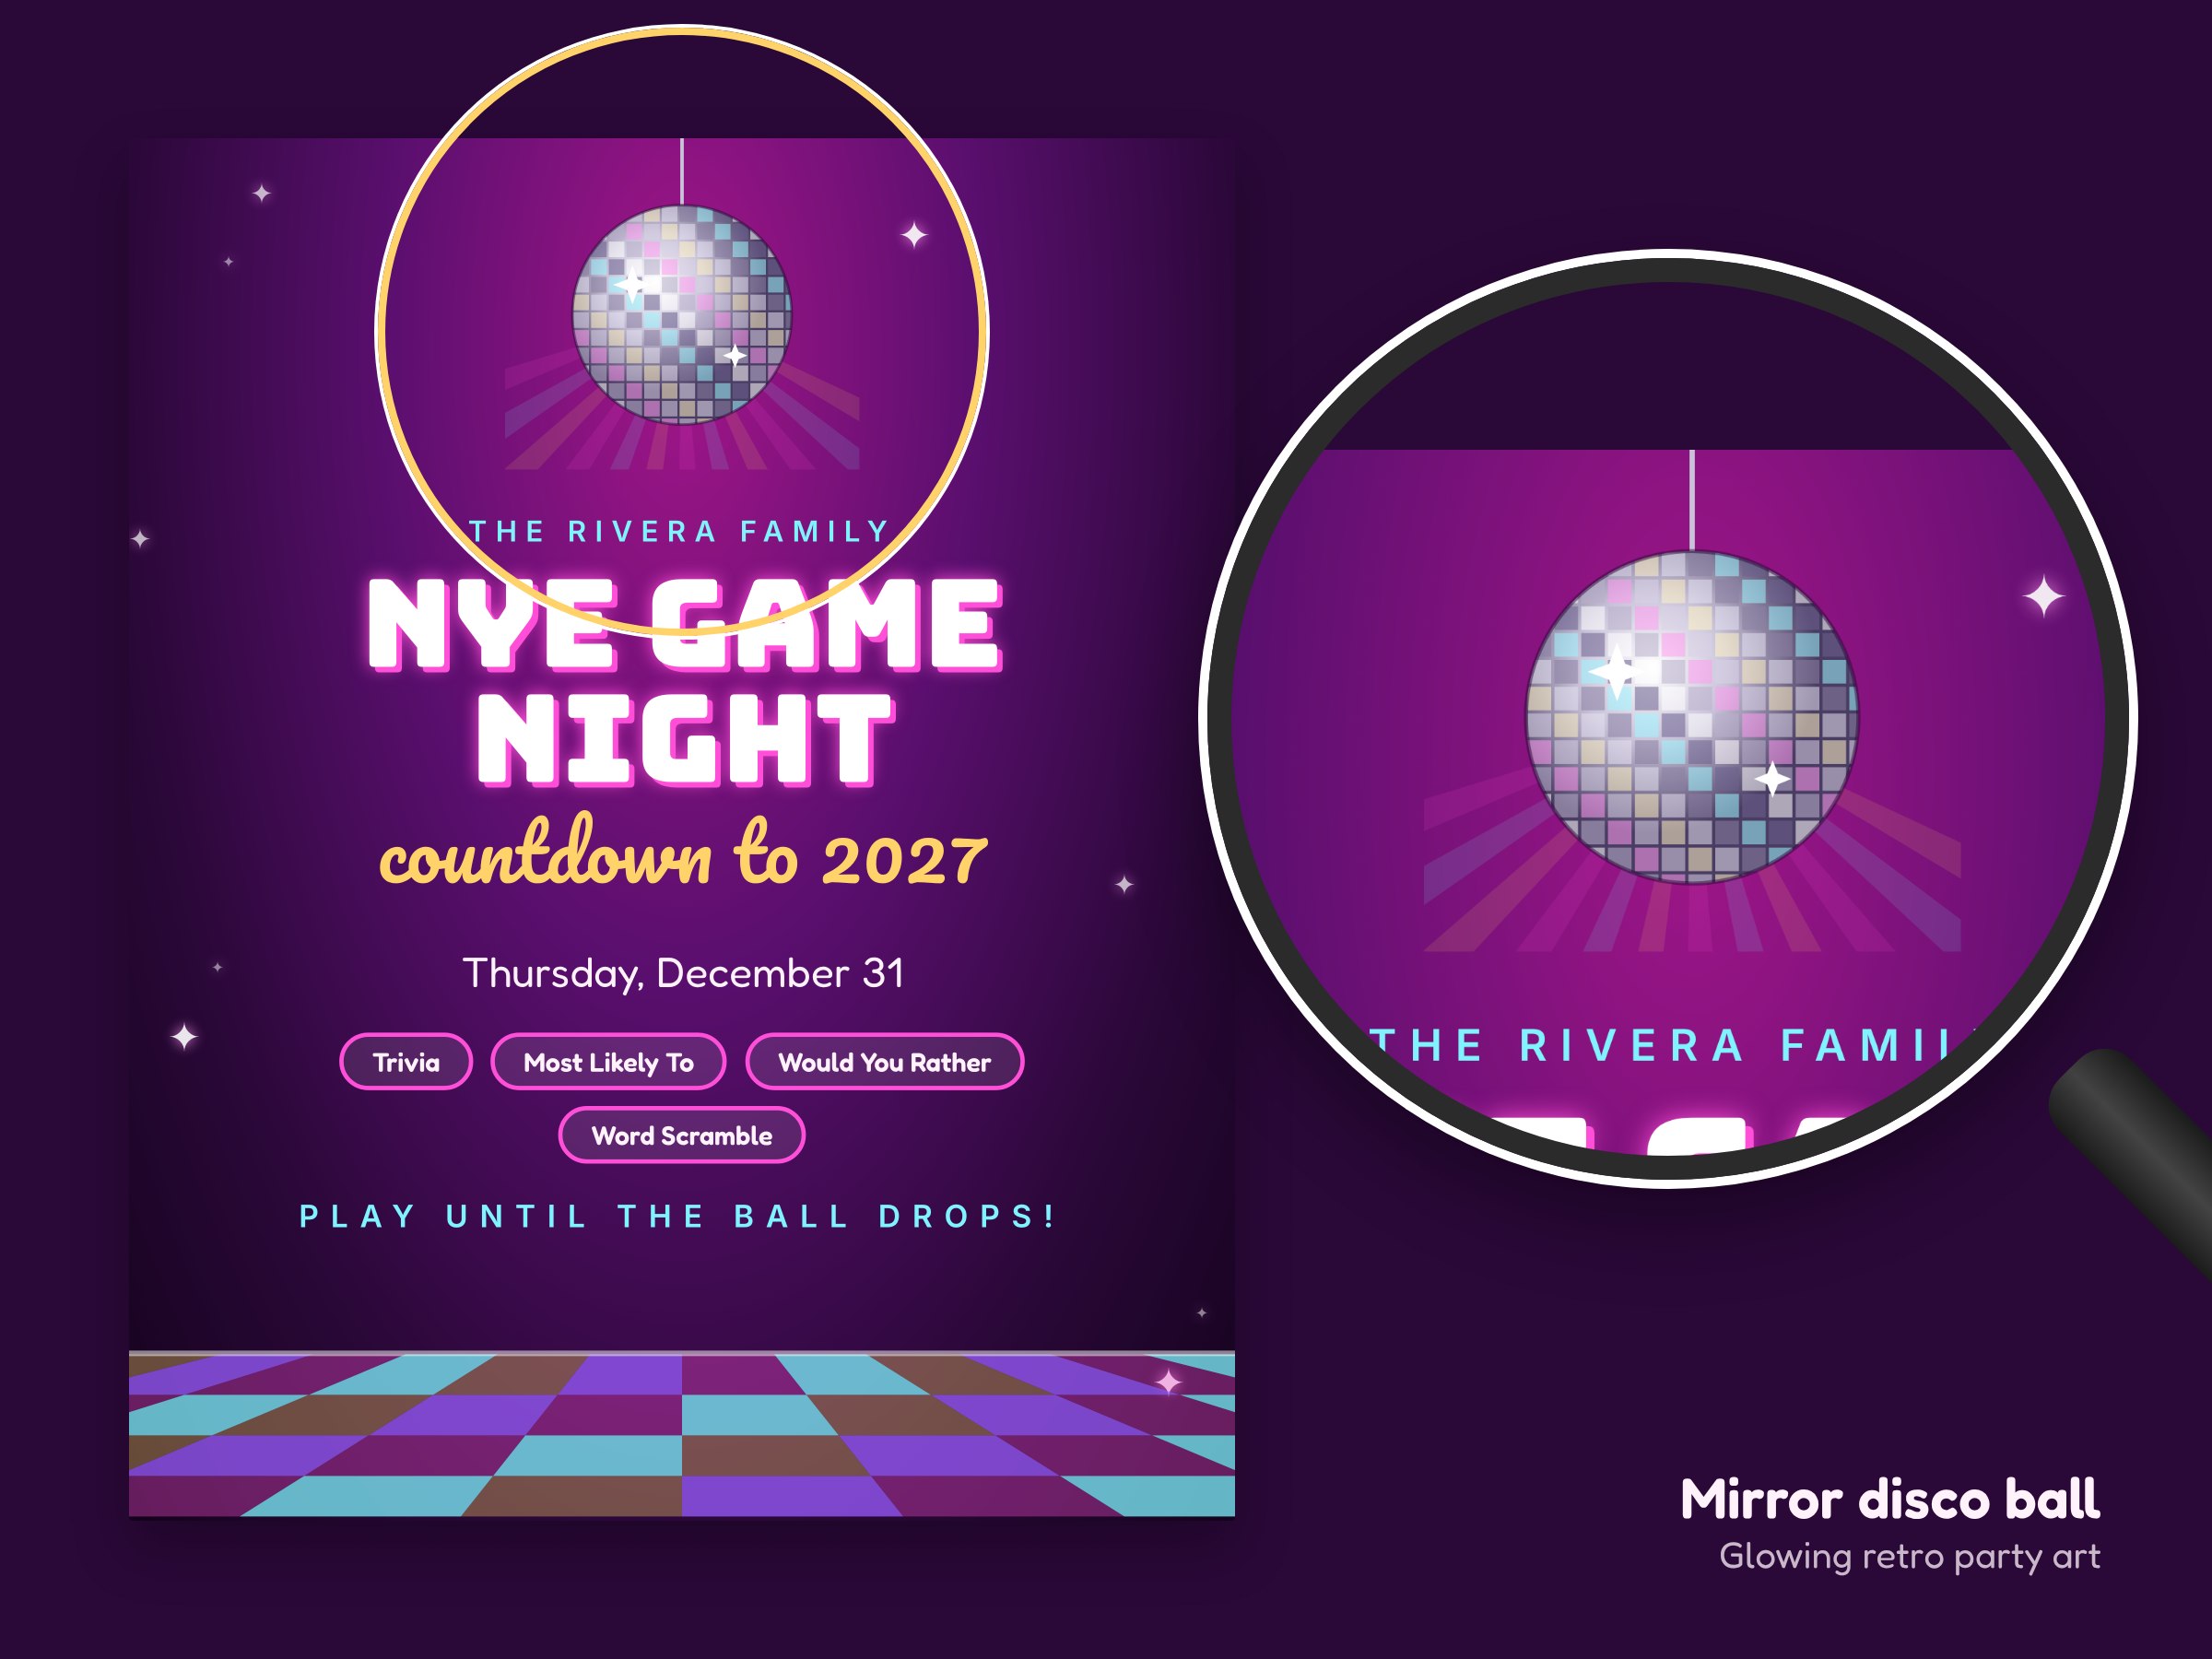 THE RIVERA FAMILY
NYE GAME
NIGHT
countdown to 2027
Thursday, December 31
Trivia
Most Likely To
Would You Rather
Word Scramble
PLAY UNTIL THE BALL DROPS!
THE RIVERA FAMIL
Mirror disco ball
Glowing retro party art